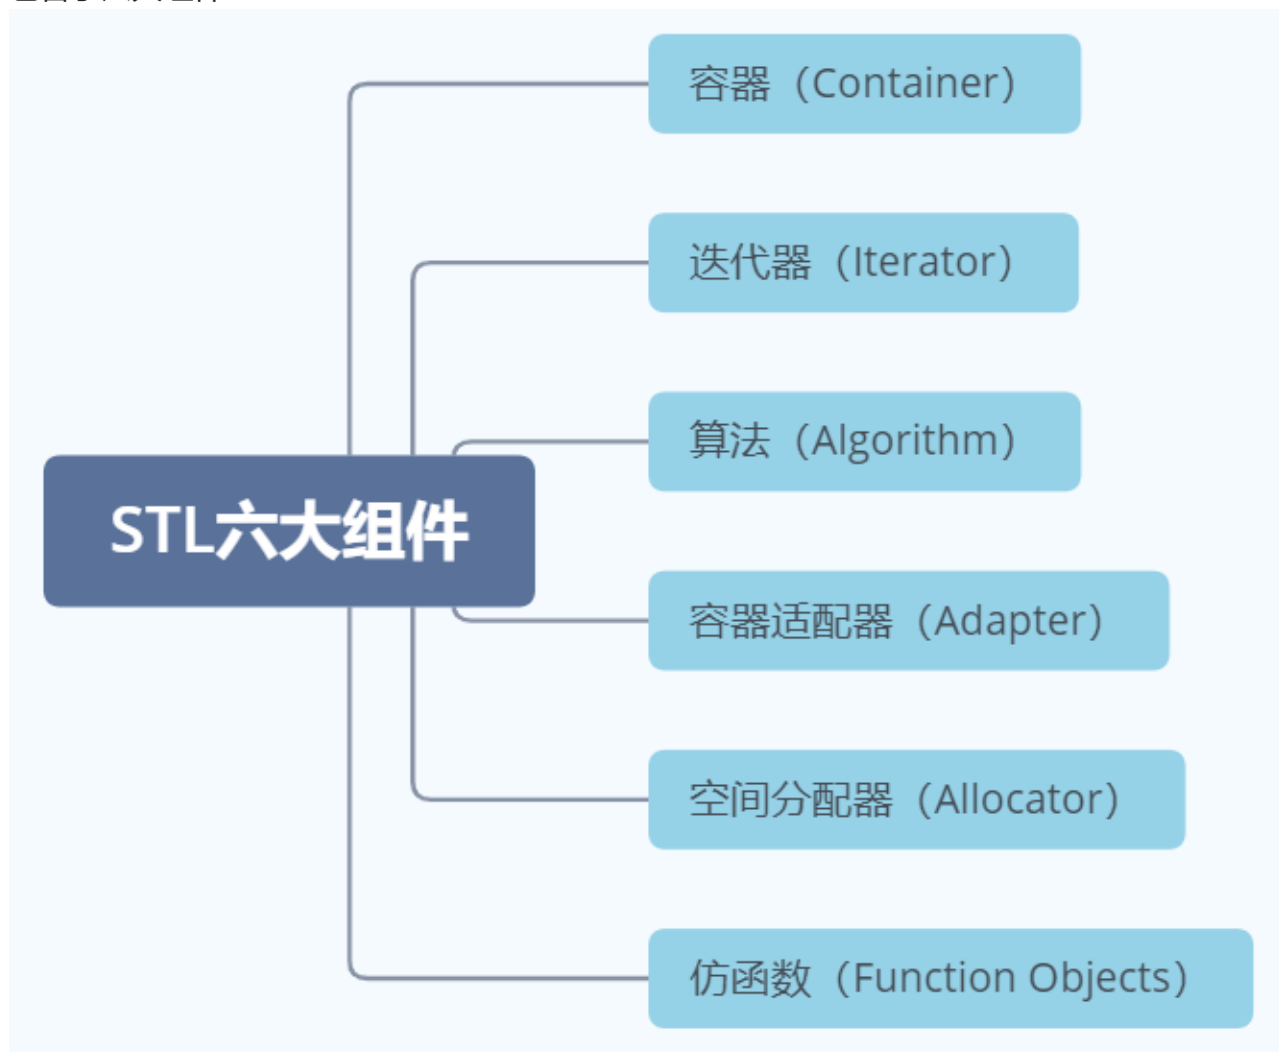 容器（Container）
迭代器（Iterator）
算法（Algorithm）
STL六大组件
容器适配器（Adapter）
空间分配器（Allocator）
仿函数（Function Objects）